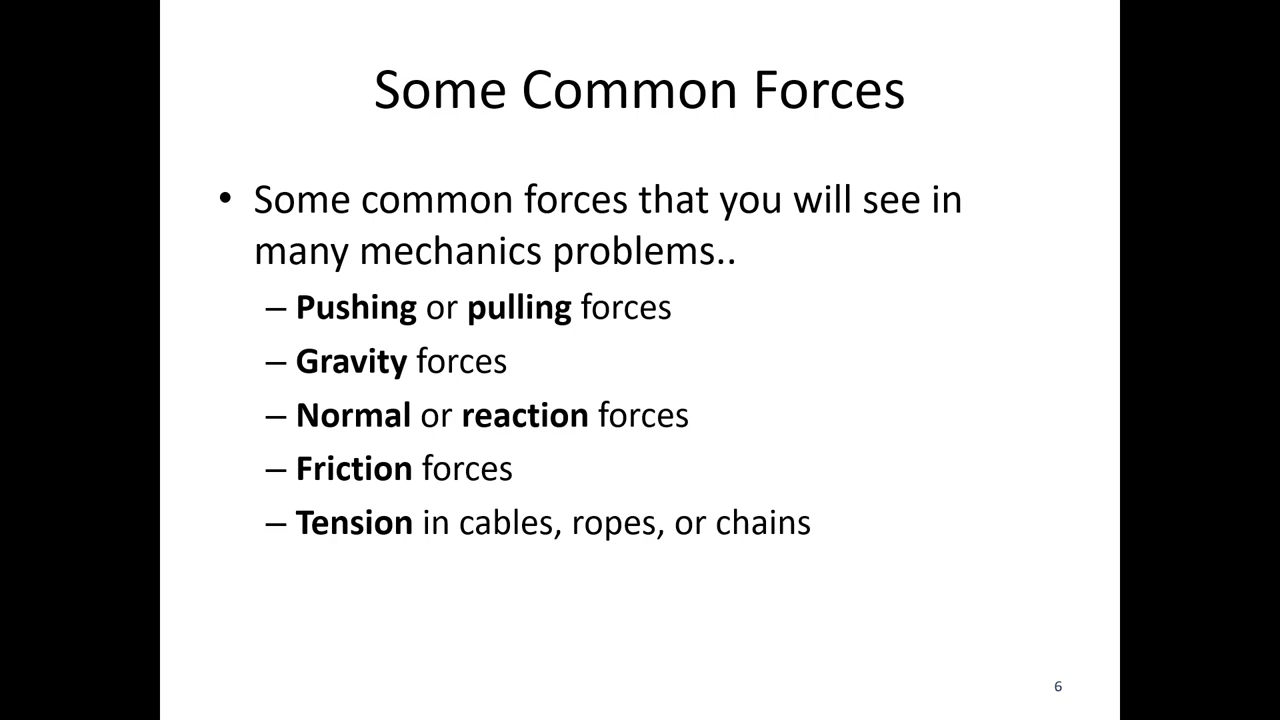 Some Common Forces
• Some common forces that you will see in
many mechanics problems..
– Pushing or pulling forces
– Gravity forces
– Normal or reaction forces
– Friction forces
– Tension in cables, ropes, or chains
6